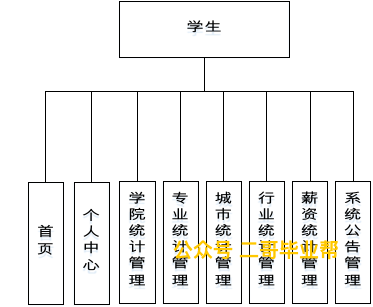 学生
首页
个人中心
学院统计管理
专业统计管理
城市统计管理
行业统计管理
薪资统计管理
系统公告管理
公众号 二哥毕业帮